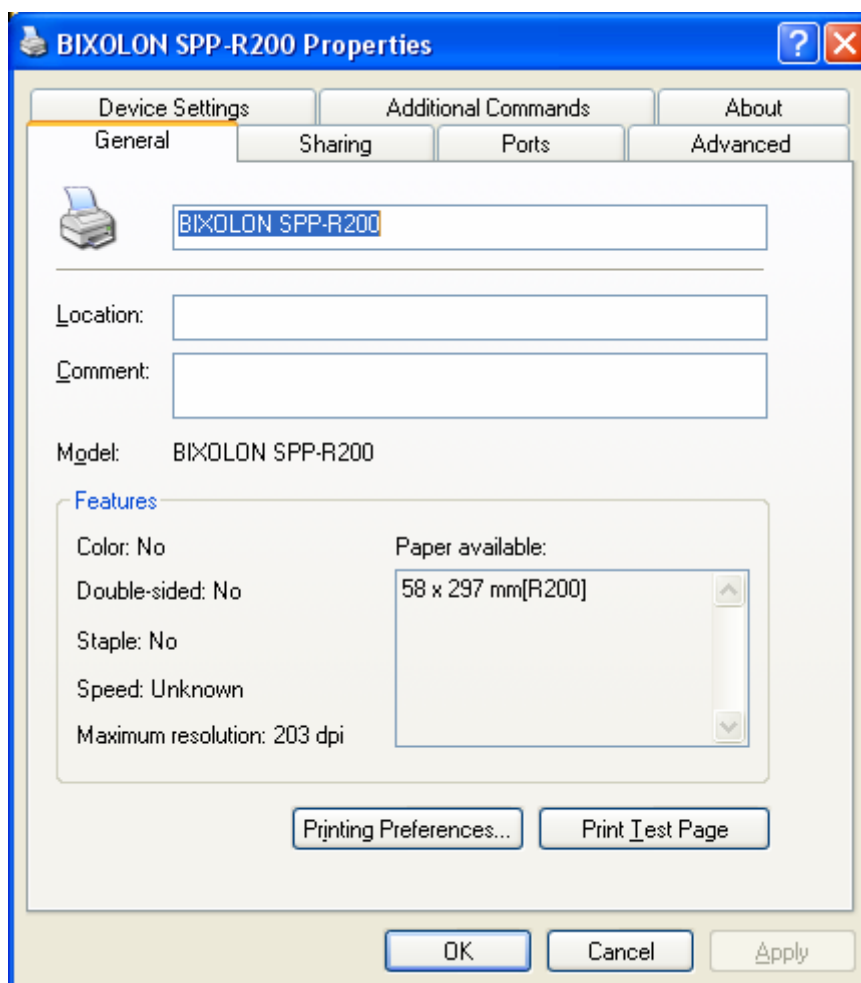 BIXOLON SPP-R200 Properties
Device Settings Additional Commands About
General Sharing Ports Advanced
BIXOLON SPP-R200
Location:
Comment:
Model: BIXOLON SPP-R200
Features
Color: No Paper available:
Double-sided: No 58 x 297 mm[R200]
Staple: No
Speed: Unknown
Maximum resolution: 203 dpi
Printing Preferences... Print Test Page
OK Cancel Apply